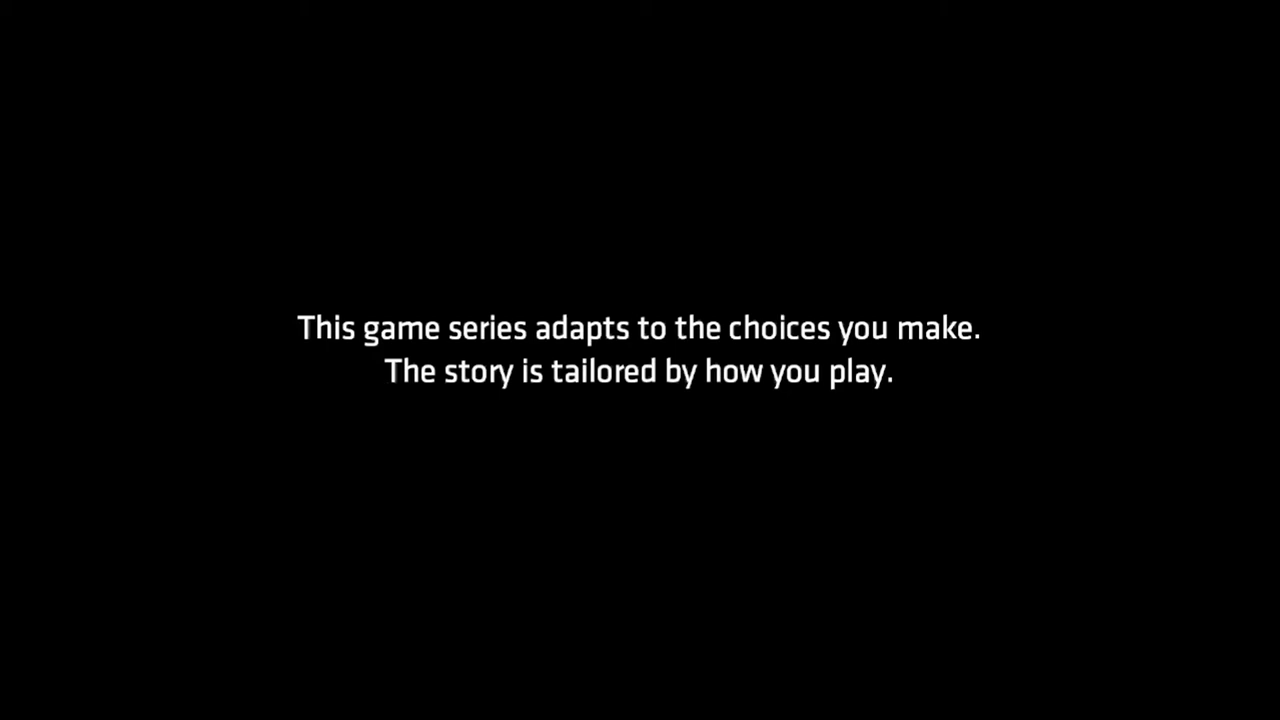 This game series adapts to the choices you make.
The story is tailored by how you play.